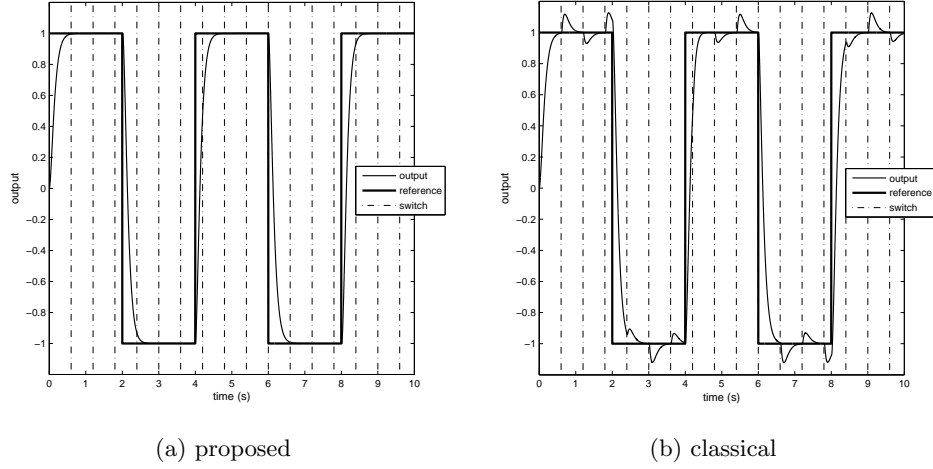 1
0.8
0.6
0.4
0.2
0
−0.2
−0.4
−0.6
−0.8
−1
output
0 1 2 3 4 5 6 7 8 9 10
time (s)
output
reference
switch
(a) proposed
1
0.8
0.6
0.4
0.2
0
−0.2
−0.4
−0.6
−0.8
−1
output
0 1 2 3 4 5 6 7 8 9 10
time (s)
output
reference
switch
(b) classical